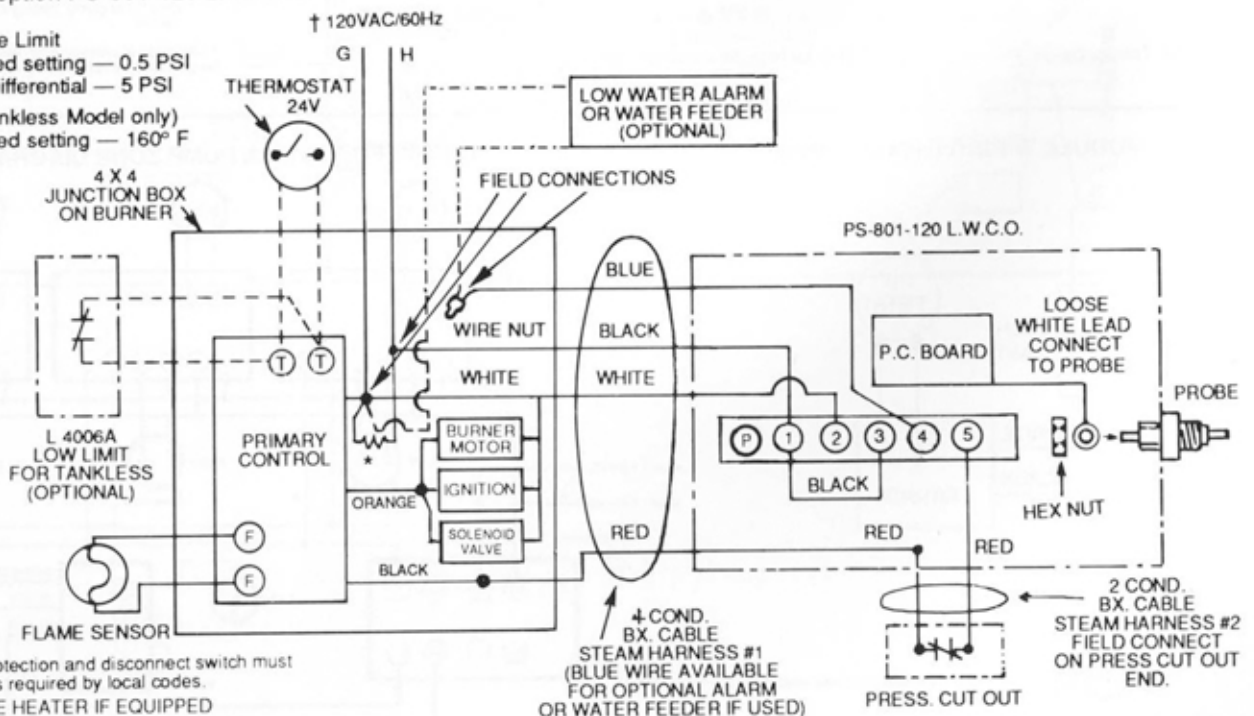 † 120VAC/60Hz
G H
e Limit
ed setting — 0.5 PSI
ifferential — 5 PSI
nkless Model only)
ed setting — 160º F
THERMOSTAT
24V
LOW WATER ALARM
OR WATER FEEDER
(OPTIONAL)
4 X 4
JUNCTION BOX
ON BURNER
FIELD CONNECTIONS
PS-801-120 L.W.C.O.
BLUE
WIRE NUT
BLACK
WHITE
WHITE
LOOSE
WHITE LEAD
CONNECT
TO PROBE
P.C. BOARD
PROBE
T T
L 4006A
LOW LIMIT
FOR TANKLESS
(OPTIONAL)
PRIMARY
CONTROL
*
BURNER
MOTOR
IGNITION
SOLENOID
VALVE
ORANGE
P 1 2 3 4 5
BLACK
HEX NUT
F
F
BLACK
RED
RED
RED
FLAME SENSOR
4 COND.
BX. CABLE
STEAM HARNESS #1
(BLUE WIRE AVAILABLE
FOR OPTIONAL ALARM
OR WATER FEEDER IF USED)
2 COND.
BX. CABLE
STEAM HARNESS #2
FIELD CONNECT
ON PRESS CUT OUT
END.
PRESS. CUT OUT
otection and disconnect switch must
s required by local codes.
E HEATER IF EQUIPPED